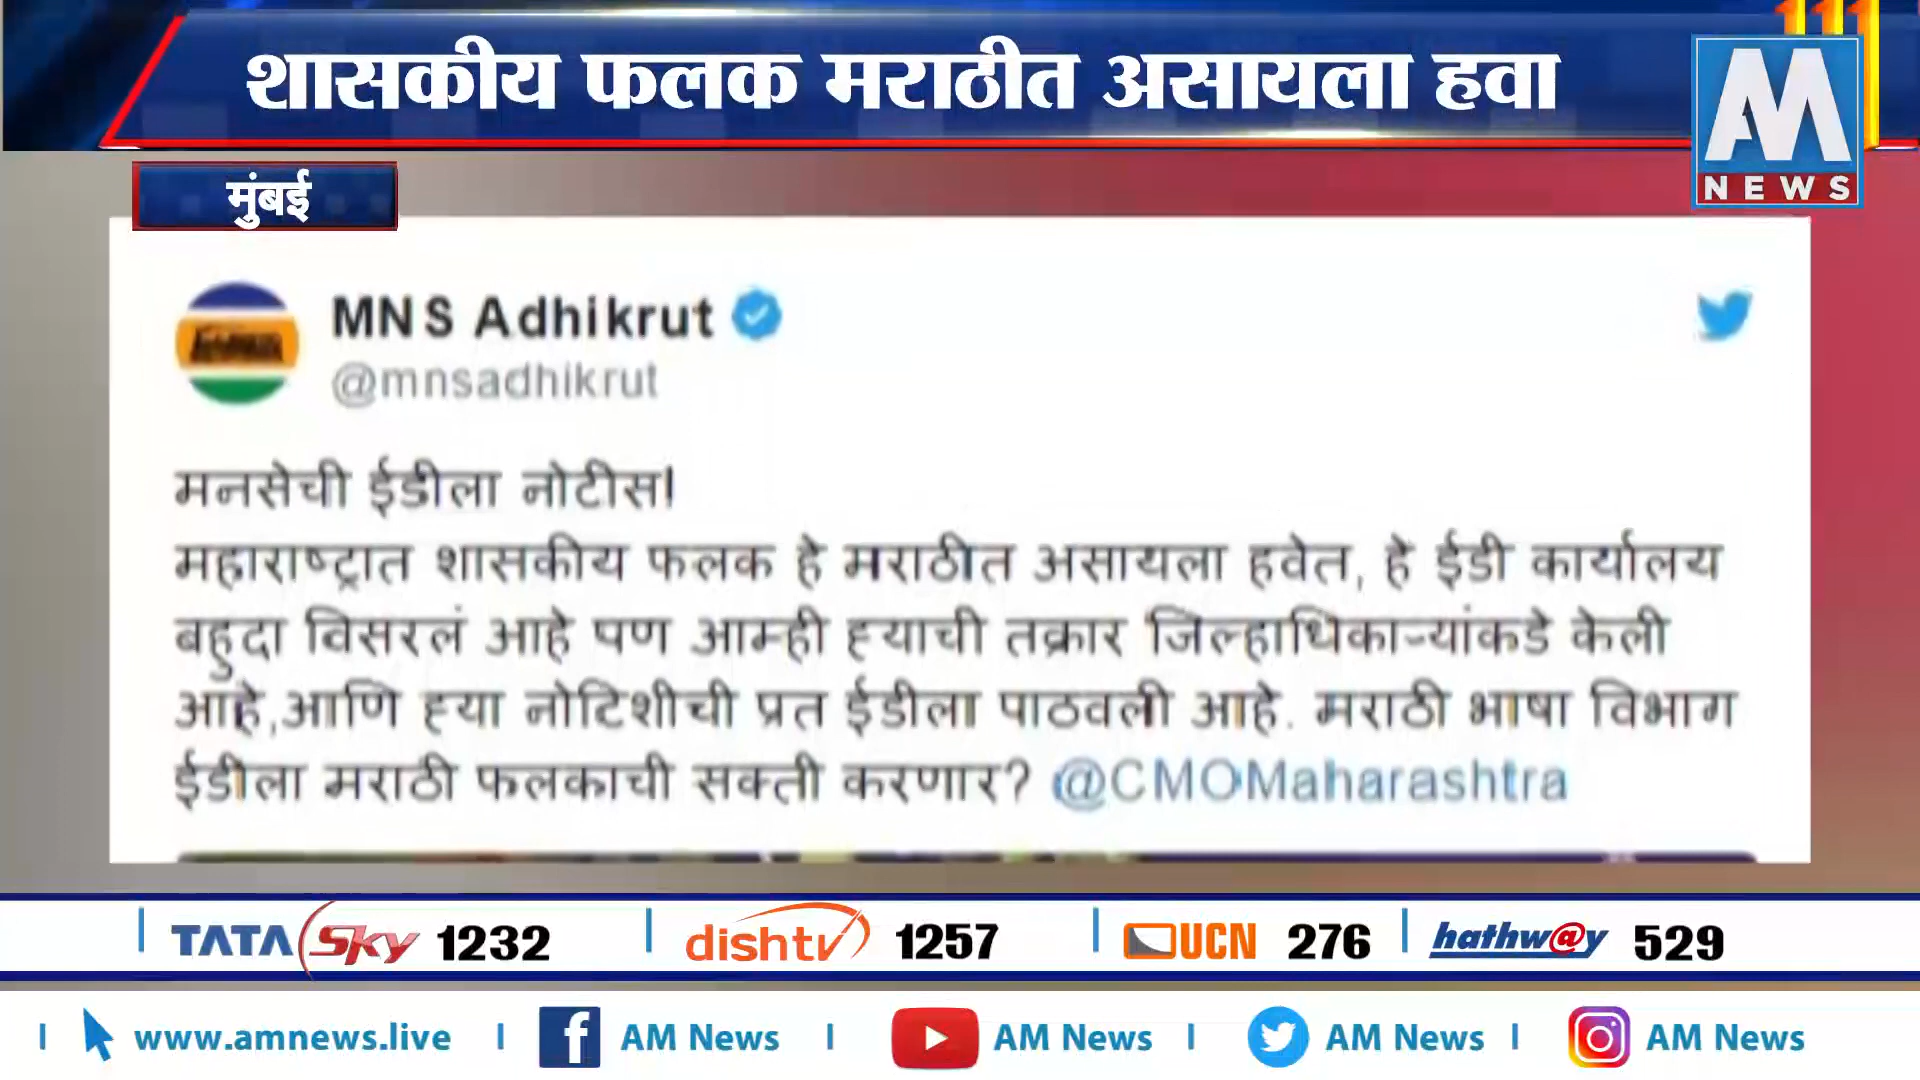 शासकीय फलक मराठीत असायला हवा
AM NEWS
मुंबई
MNS Adhikrut
@mnsadhikrut
मनसेची ईडीला नोटीस!
महाराष्ट्रात शासकीय फलक हे मराठीत असायला हवेत, हे ईडी कार्यालय
बहुदा विसरलं आहे पण आम्ही ह्याची तक्रार जिल्हाधिकाऱ्यांकडे केली
आहे,आणि ह्या नोटिशीची प्रत ईडीला पाठवली आहे. मराठी भाषा विभाग
ईडीला मराठी फलकाची सक्ती करणार? @CMOMaharashtra
TATA Sky 1232 dishtv 1257 UCN 276 hathw@y 529
www.amnews.live AM News AM News AM News AM News